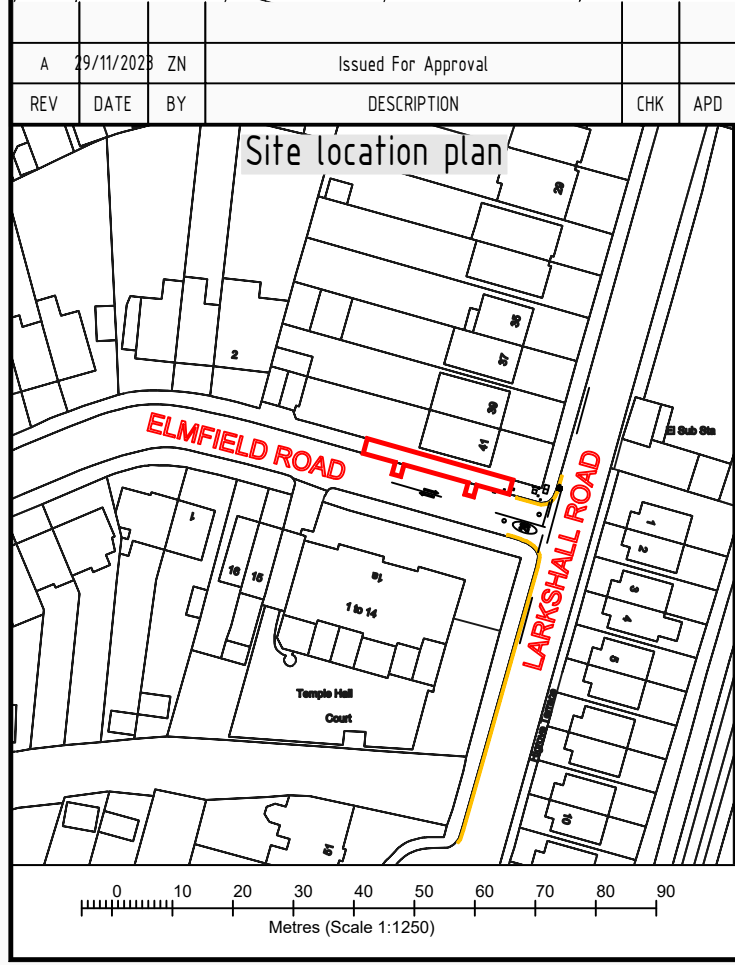 A 29/11/2023 ZN Issued For Approval
REV DATE BY DESCRIPTION CHK APD
Site location plan
29
35
37
2
39
41
El Sub Sta
ELMFIELD ROAD
LARKSHALL ROAD
1
1
2
16 15
1a
1 to 14
3
4
5
Temple Hall
Court
Terrace
10
51
0 10 20 30 40 50 60 70 80 90
Metres (Scale 1:1250)